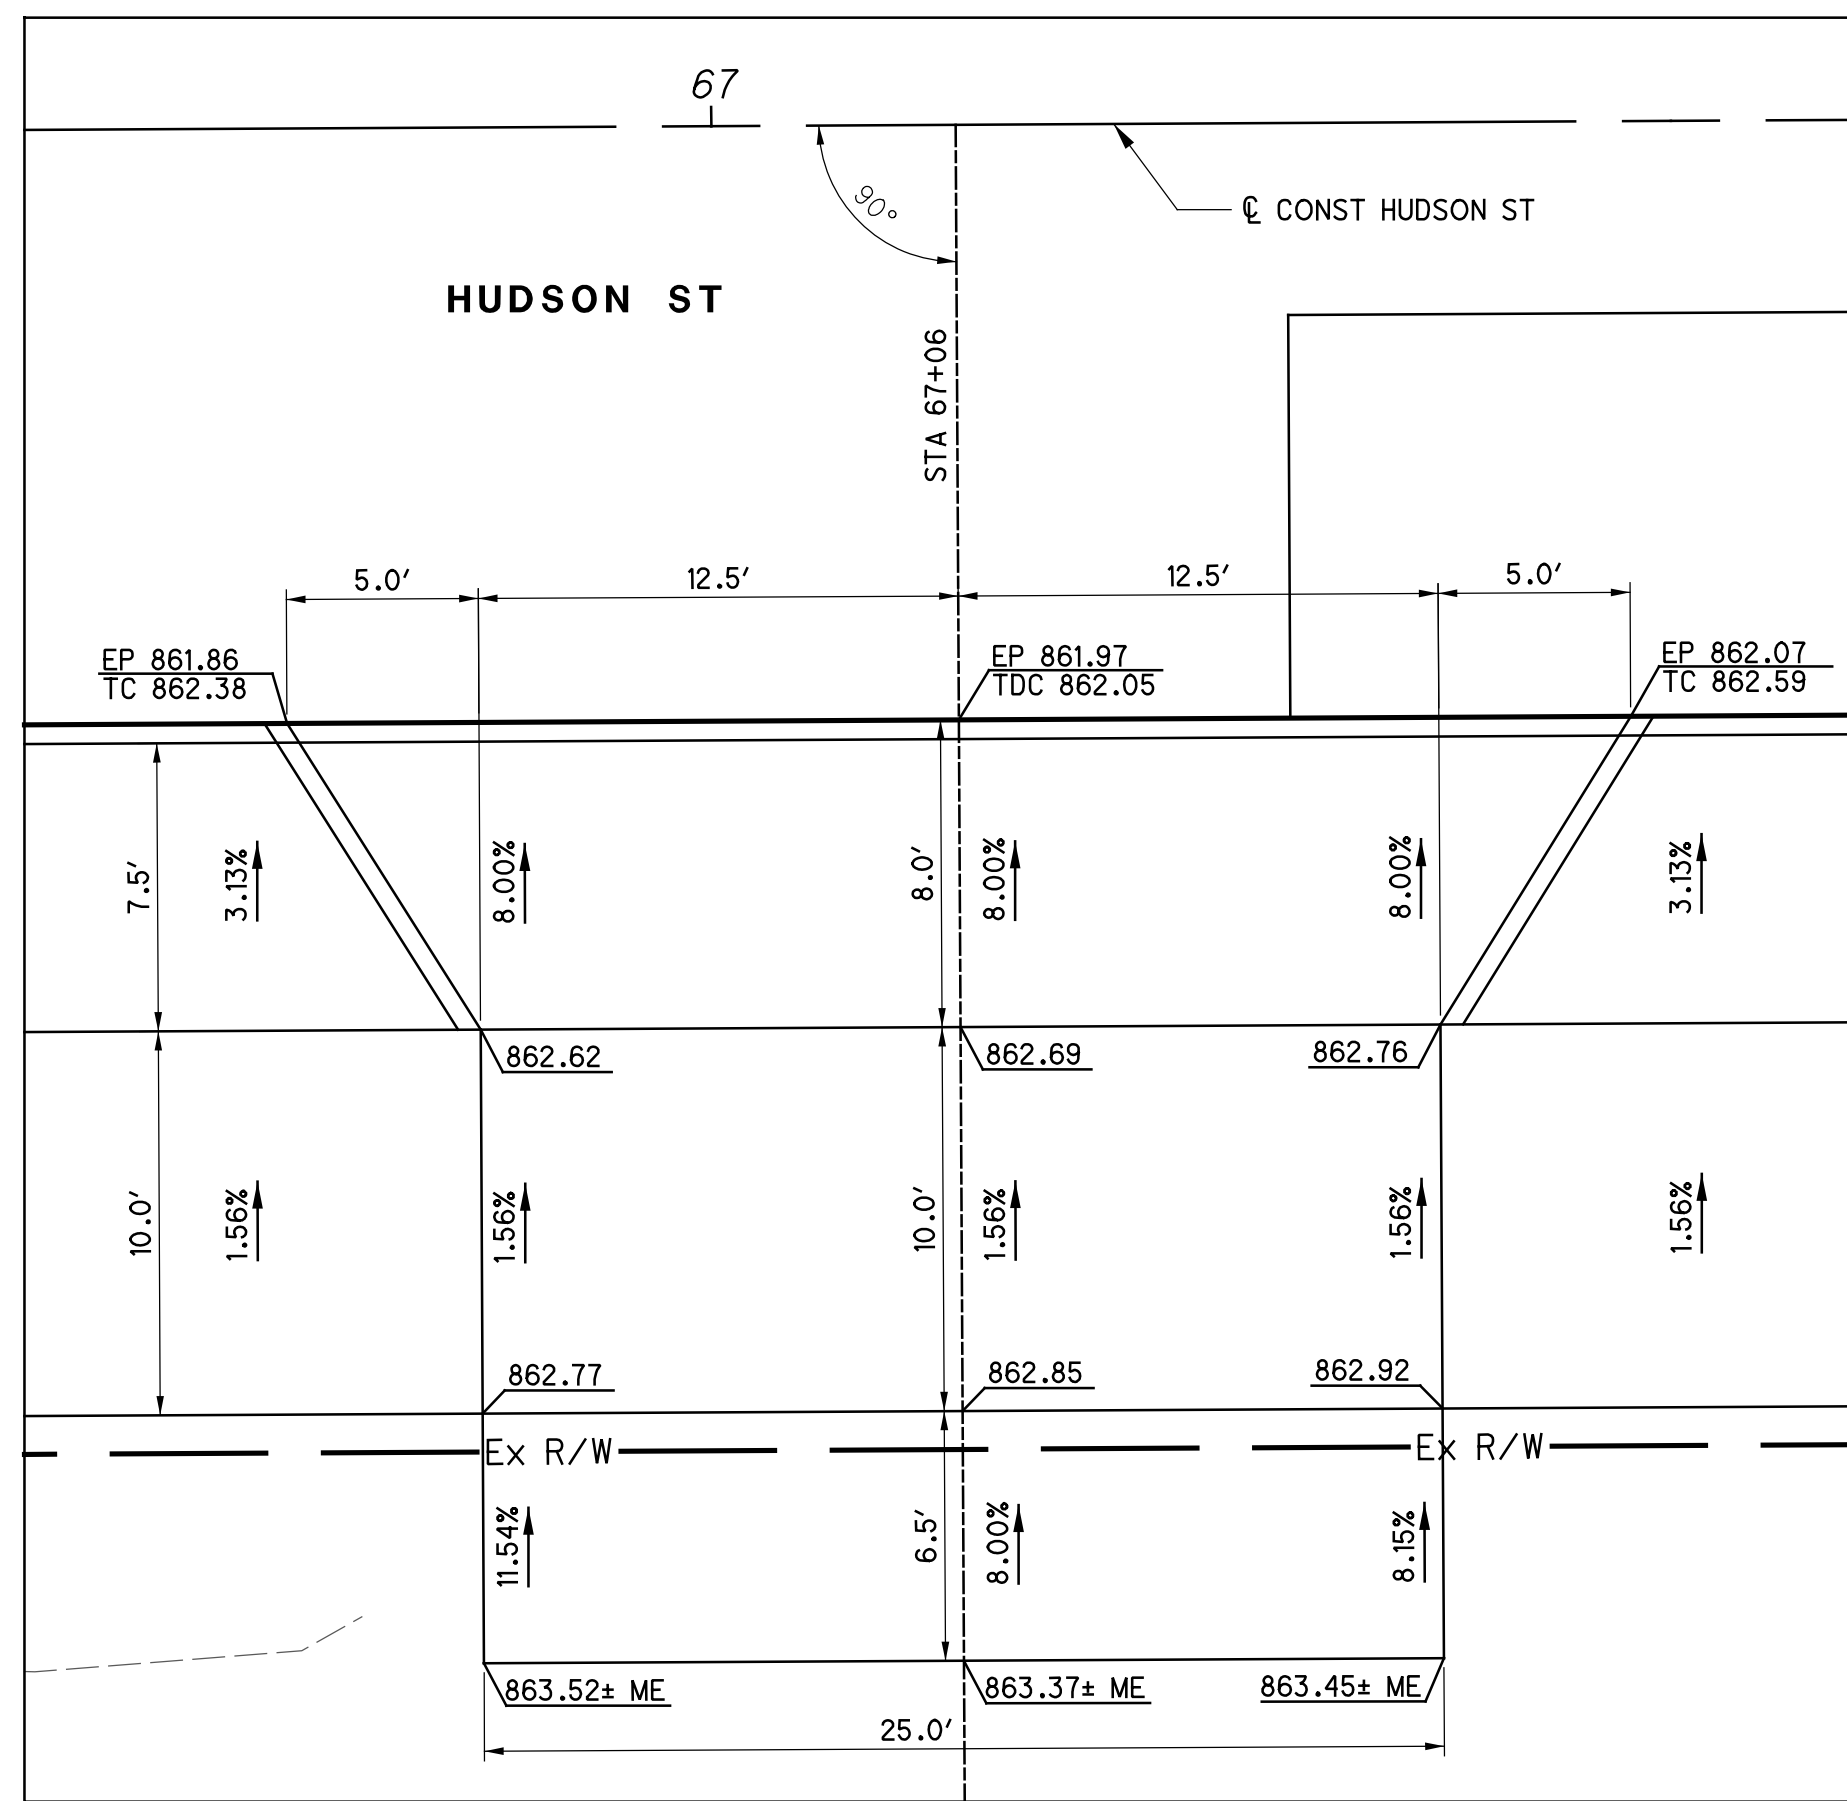 67
90°
℄ CONST HUDSON ST
HUDSON ST
STA 67+06
5.0′
12.5′
12.5′
5.0′
EP 861.86
TC 862.38
EP 861.97
TDC 862.05
EP 862.07
TC 862.59
7.5′
3.13%
8.00%
8.0′
8.00%
8.00%
3.13%
862.62
862.69
862.76
10.0′
1.56%
1.56%
10.0′
1.56%
1.56%
1.56%
862.77
862.85
862.92
Ex R/W
Ex R/W
11.54%
6.5′
8.00%
8.15%
863.52± ME
863.37± ME
863.45± ME
25.0′